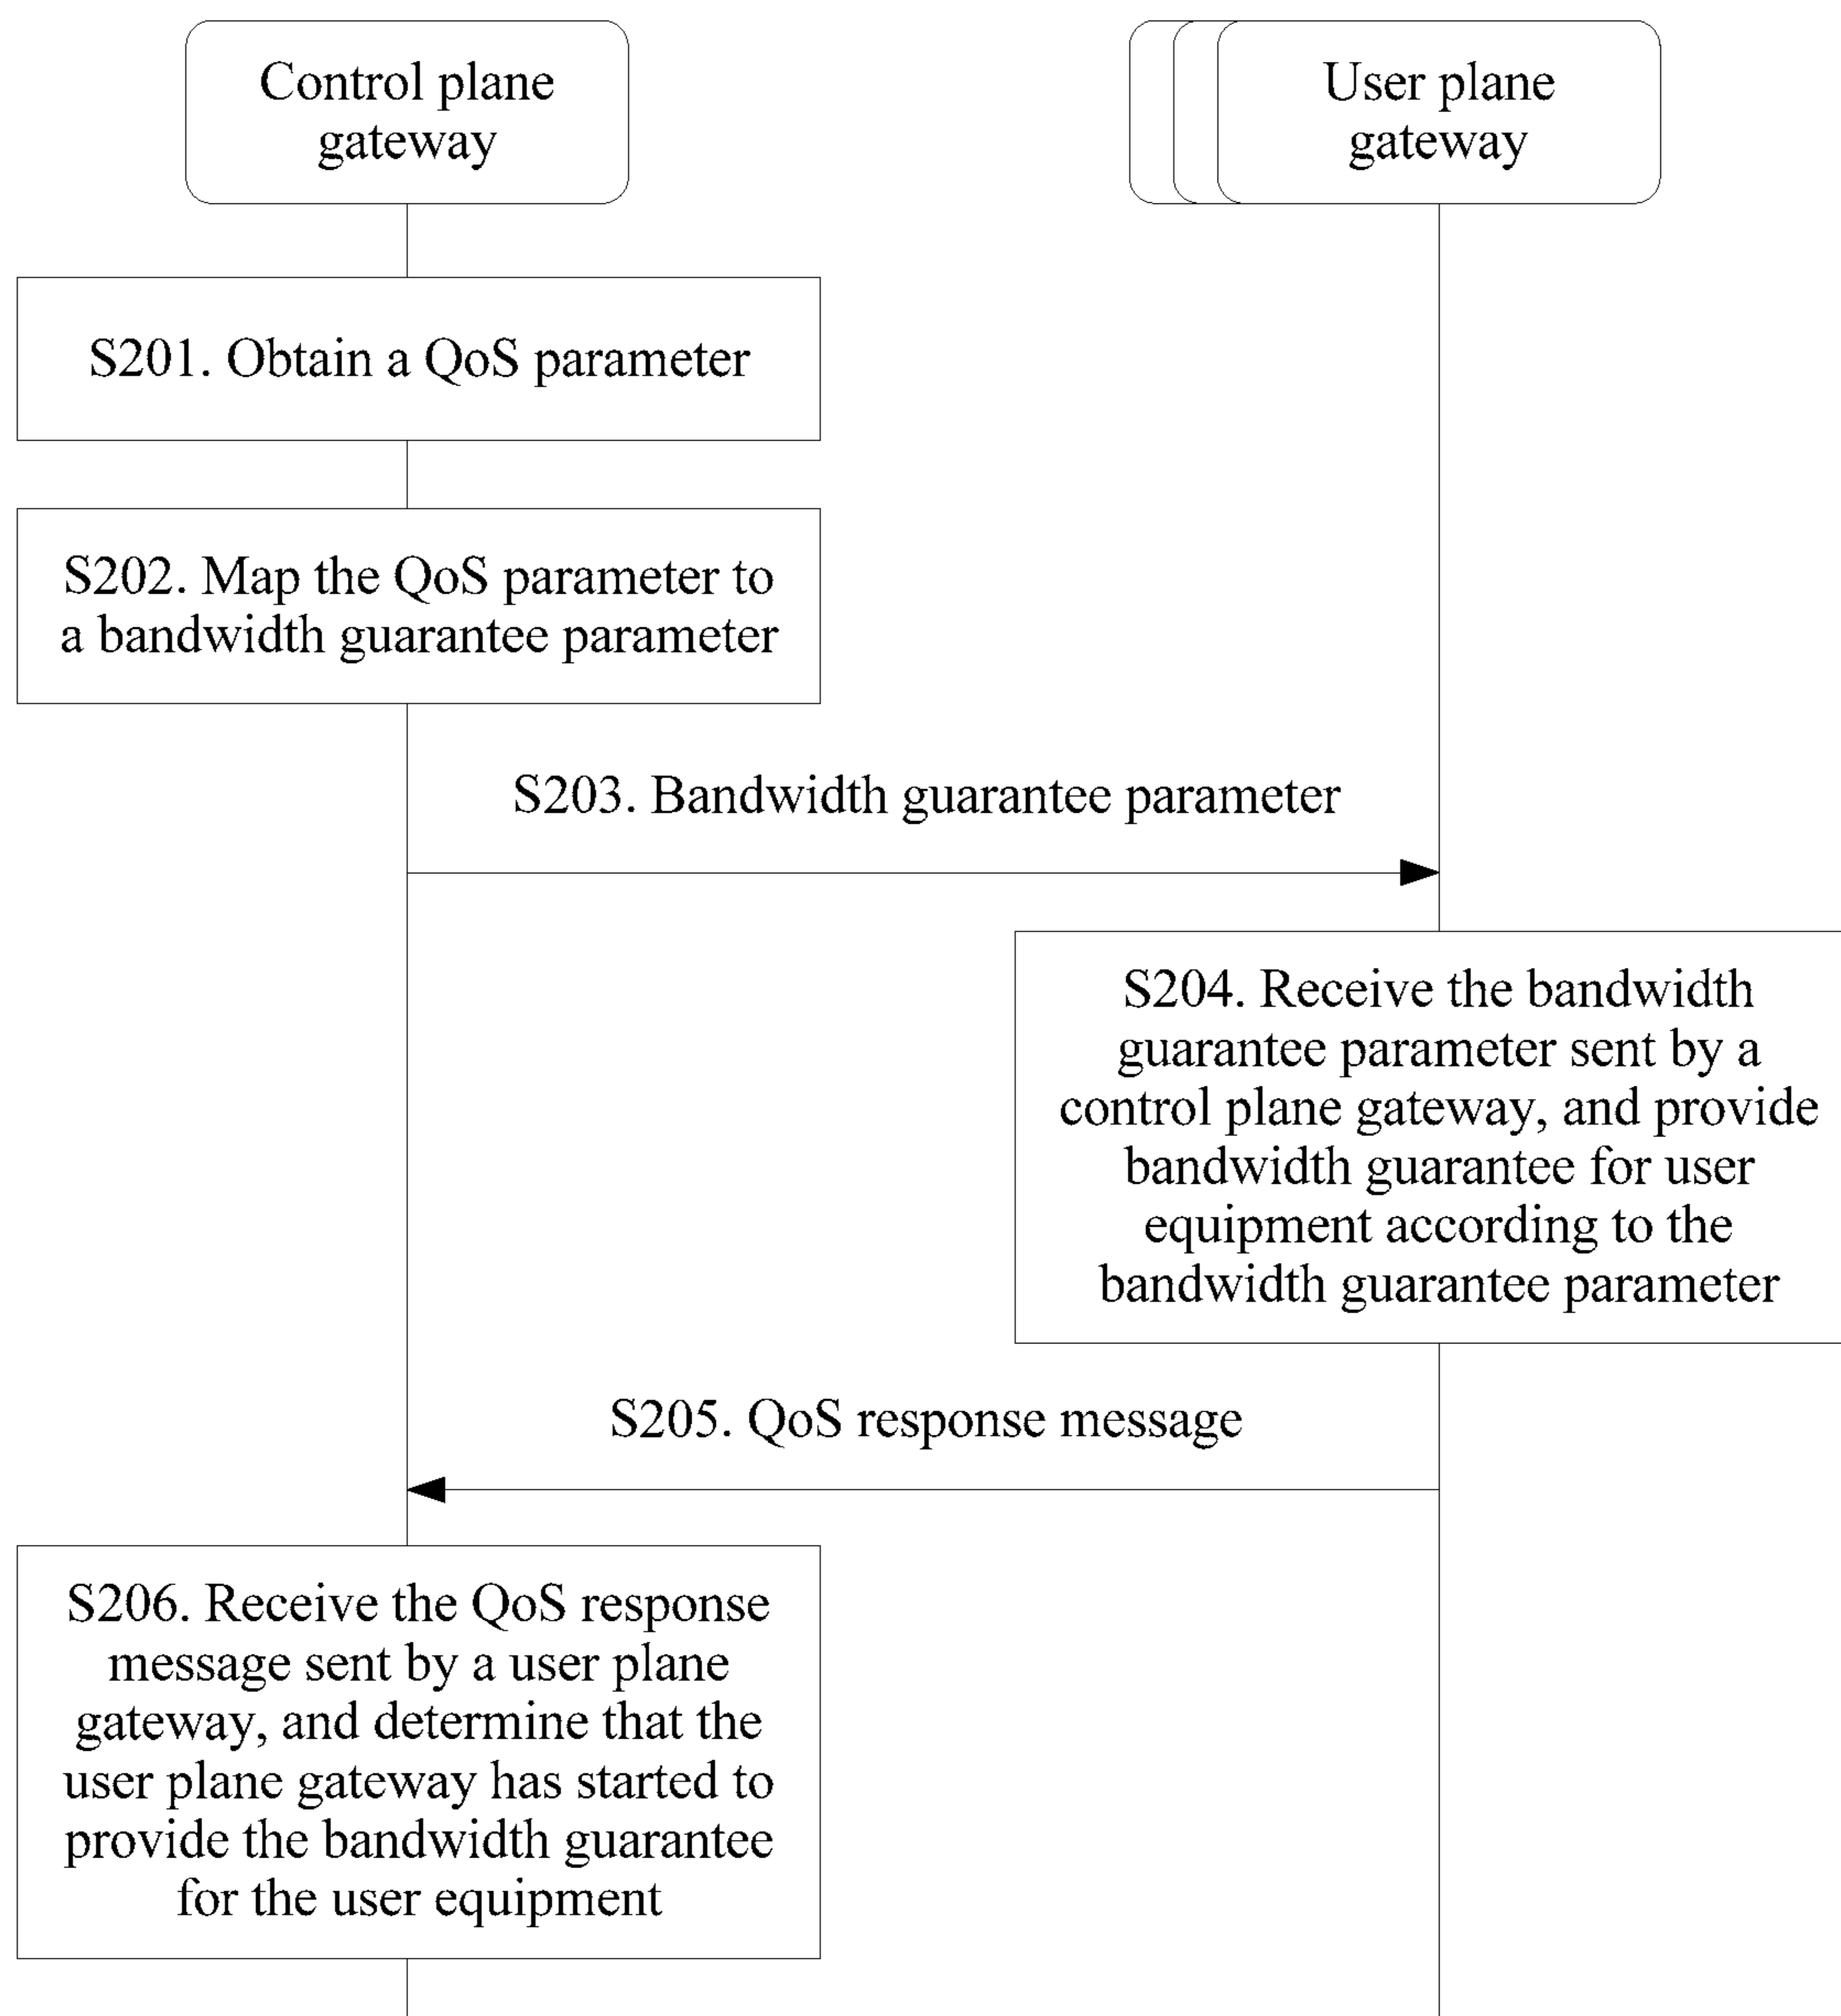 Control plane
gateway
User plane
gateway
S201. Obtain a QoS parameter
S202. Map the QoS parameter to
a bandwidth guarantee parameter
S203. Bandwidth guarantee parameter
S204. Receive the bandwidth
guarantee parameter sent by a
control plane gateway, and provide
bandwidth guarantee for user
equipment according to the
bandwidth guarantee parameter
S205. QoS response message
S206. Receive the QoS response
message sent by a user plane
gateway, and determine that the
user plane gateway has started to
provide the bandwidth guarantee
for the user equipment